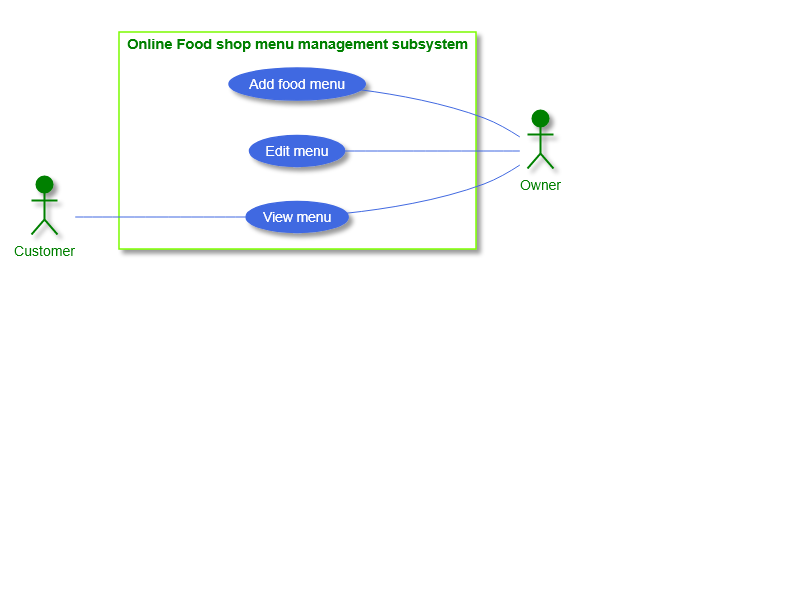 Online Food shop menu management subsystem
Add food menu
Edit menu
Owner
View menu
Customer